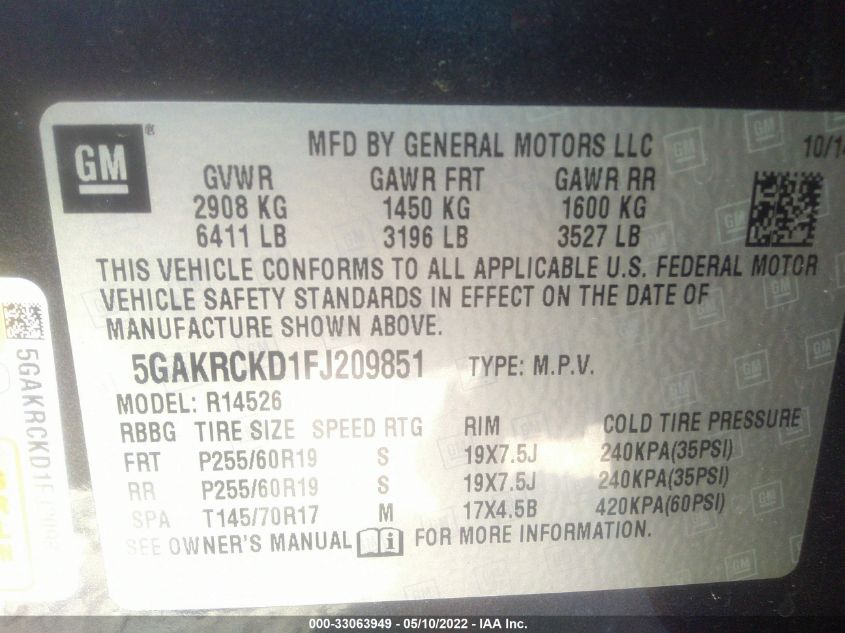 GM
MFD BY GENERAL MOTORS LLC
GVWR GAWR FRT GAWR RR
2908 KG 1450 KG 1600 KG
6411 LB 3196 LB 3527 LB
THIS VEHICLE CONFORMS TO ALL APPLICABLE U.S. FEDERAL MOTOR
VEHICLE SAFETY STANDARDS IN EFFECT ON THE DATE OF
MANUFACTURE SHOWN ABOVE.
5GAKRCKD1FJ209851 TYPE: M.P.V.
MODEL: R14526
RBBG TIRE SIZE SPEED RTG RIM COLD TIRE PRESSURE
FRT P255/60R19 S 19X7.5J 240KPA(35PSI)
RR P255/60R19 S 19X7.5J 240KPA(35PSI)
SPA T145/70R17 M 17X4.5B 420KPA(60PSI)
SEE OWNER'S MANUAL FOR MORE INFORMATION.
000-33063949 - 05/10/2022 - IAA Inc.